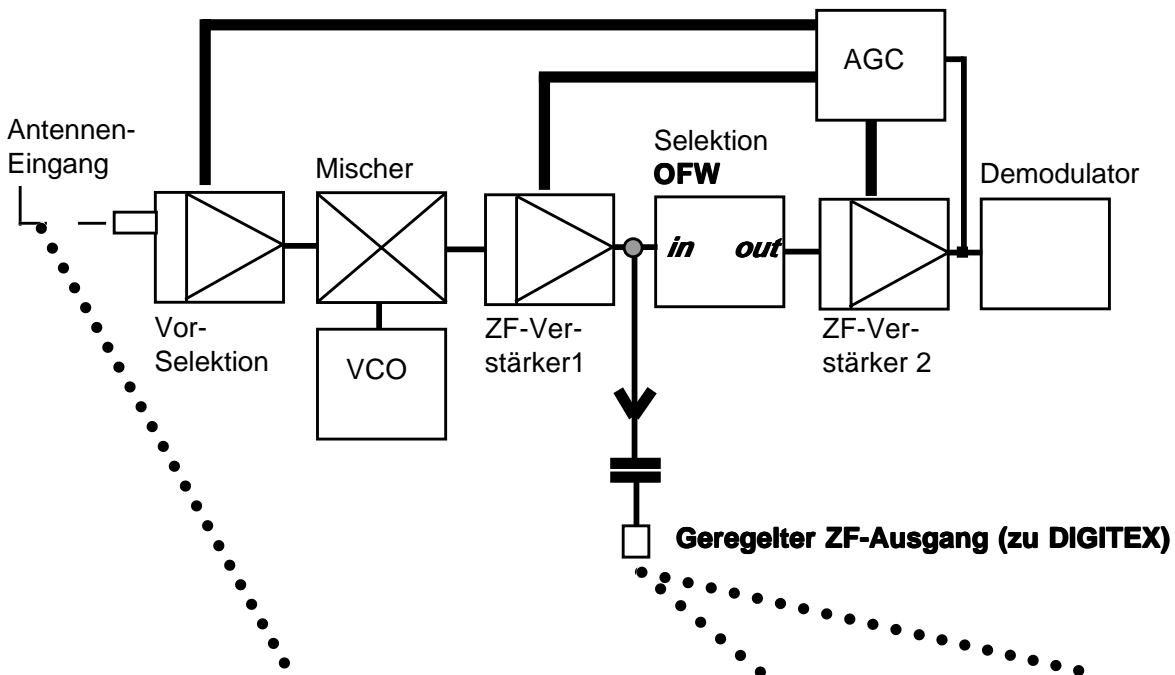 AGC
Antennen-
Eingang
Mischer
Selektion
OFW
Demodulator
in out
Vor-
Selektion
VCO
ZF-Ver-
stärker1
ZF-Ver-
stärker 2
Geregelter ZF-Ausgang (zu DIGITEX)